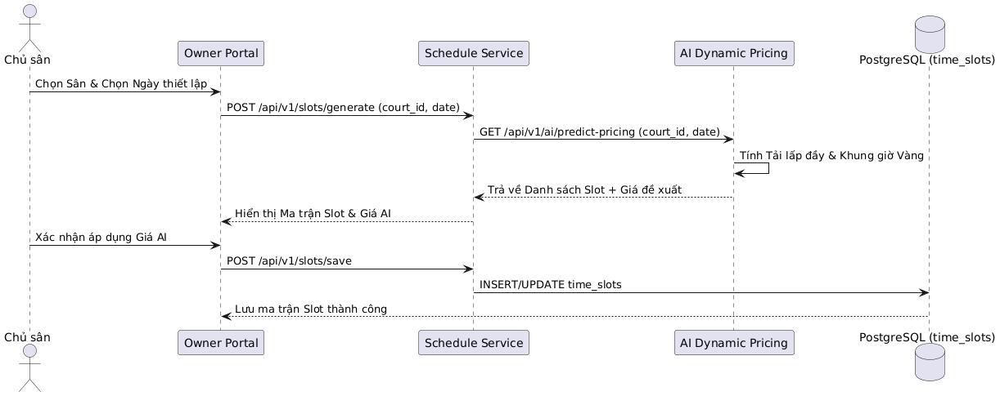 Chủ sân
Owner Portal
Schedule Service
AI Dynamic Pricing
PostgreSQL (time_slots)
Chọn Sân & Chọn Ngày thiết lập
POST /api/v1/slots/generate (court_id, date)
GET /api/v1/ai/predict-pricing (court_id, date)
Tính Tải lấp đầy & Khung giờ Vàng
Trả về Danh sách Slot + Giá đề xuất
Hiển thị Ma trận Slot & Giá AI
Xác nhận áp dụng Giá AI
POST /api/v1/slots/save
INSERT/UPDATE time_slots
Lưu ma trận Slot thành công
Chủ sân
Owner Portal
Schedule Service
AI Dynamic Pricing
PostgreSQL (time_slots)